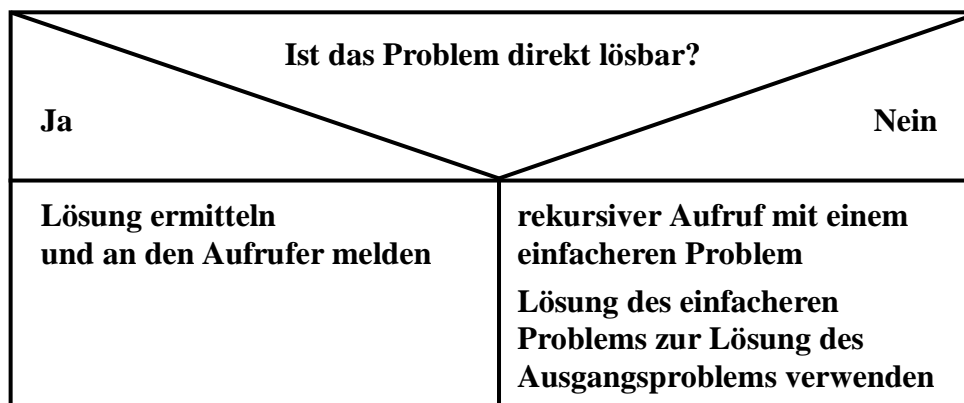 Ist das Problem direkt lösbar?
Ja
Nein
Lösung ermitteln
und an den Aufrufer melden
rekursiver Aufruf mit einem
einfacheren Problem
Lösung des einfacheren
Problems zur Lösung des
Ausgangsproblems verwenden